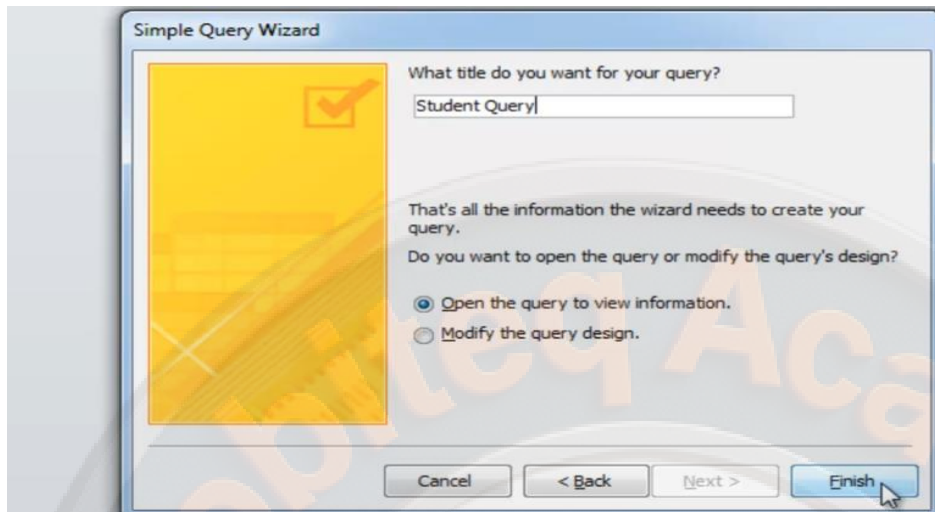 Simple Query Wizard
What title do you want for your query?
Student Query
That's all the information the wizard needs to create your
query.
Do you want to open the query or modify the query's design?
Open the query to view information.
Modify the query design.
Cancel
< Back
Next >
Finish
obiteq Aca